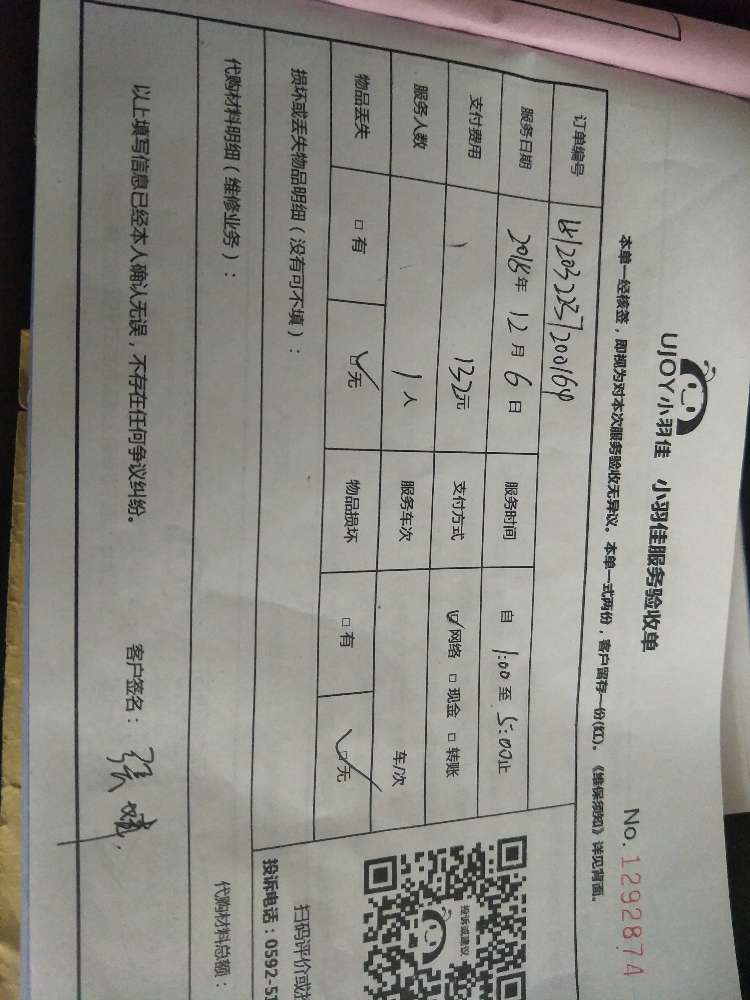 UJOY小羽佳 小羽佳服务验收单
No.1292874
本单一经核签，即视为对本次服务验收无异议。本单一式两份，客户留存一份(红)。《维保须知》详见背面。
订单编号
服务日期 2018年12月6日 服务时间 自 1:00 至 5:00止
支付费用 132元 支付方式 ☑网络 □现金 □转账
服务人数 1人 服务车次 车/次
物品丢失 □有 ☑无 物品损坏 □有 ☑无
损坏或丢失物品明细（没有可不填）：
投诉或建议
扫码评价或
投诉电话：0592-5
代购材料明细（维修业务）：
代购材料总额：
以上填写信息已经本人确认无误，不存在任何争议纠纷。 客户签名：